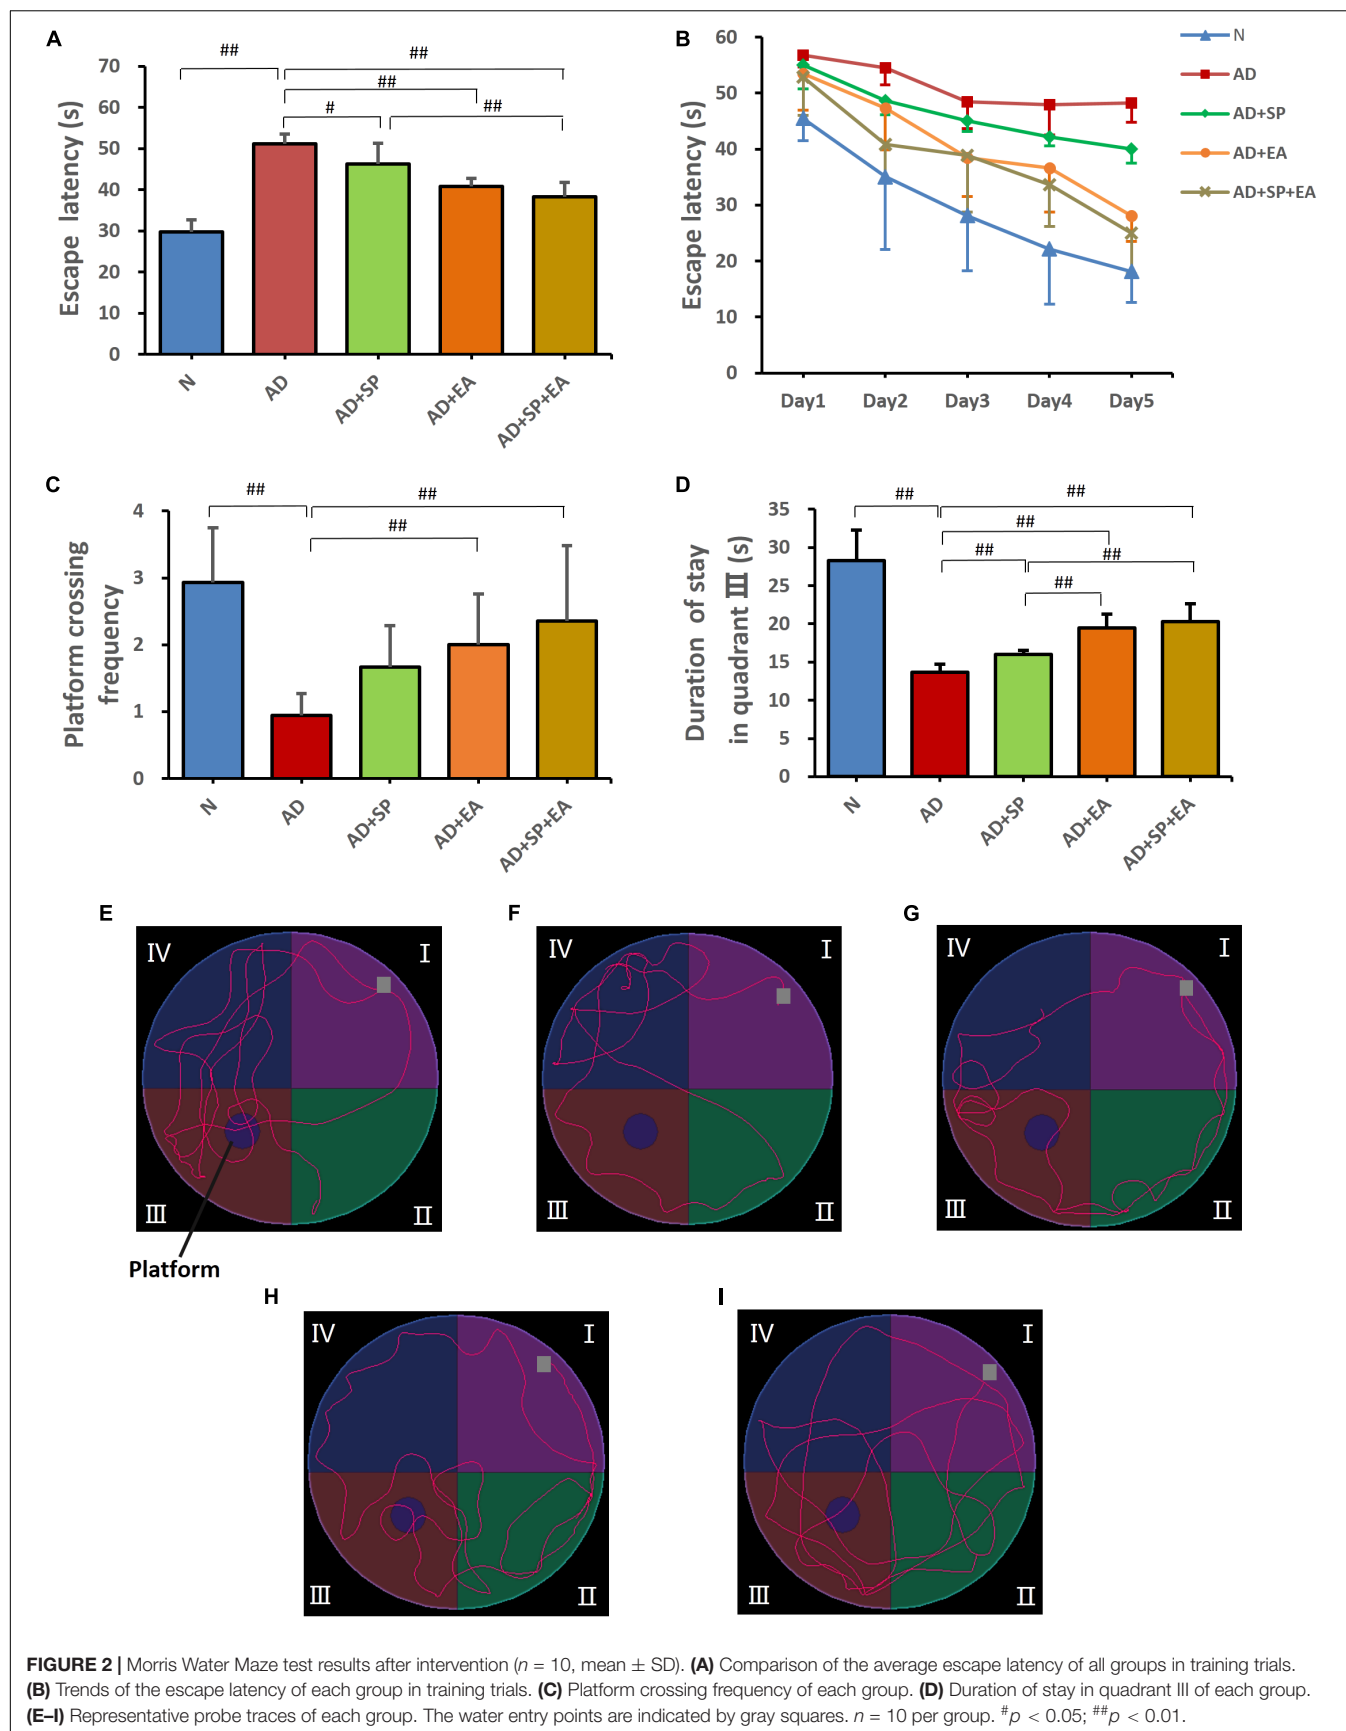 A
##
##
##
#
##
Escape latency (s)
70
60
50
40
30
20
10
0
N
AD
AD+SP
AD+EA
AD+SP+EA
B
Escape latency (s)
60
50
40
30
20
10
0
Day1 Day2 Day3 Day4 Day5
N
AD
AD+SP
AD+EA
AD+SP+EA
C
##
##
##
Platform crossing
frequency
4
3
2
1
0
N
AD
AD+SP
AD+EA
AD+SP+EA
D
##
##
##
##
##
##
Duration of stay
in quadrant III (s)
35
30
25
20
15
10
5
0
N
AD
AD+SP
AD+EA
AD+SP+EA
E
IV I
III II
Platform
F
IV I
III II
G
IV I
III II
H
IV I
III II
I
IV I
III II
FIGURE 2 | Morris Water Maze test results after intervention (n = 10, mean ± SD). (A) Comparison of the average escape latency of all groups in training trials.
(B) Trends of the escape latency of each group in training trials. (C) Platform crossing frequency of each group. (D) Duration of stay in quadrant III of each group.
(E–I) Representative probe traces of each group. The water entry points are indicated by gray squares. n = 10 per group. #p < 0.05; ##p < 0.01.